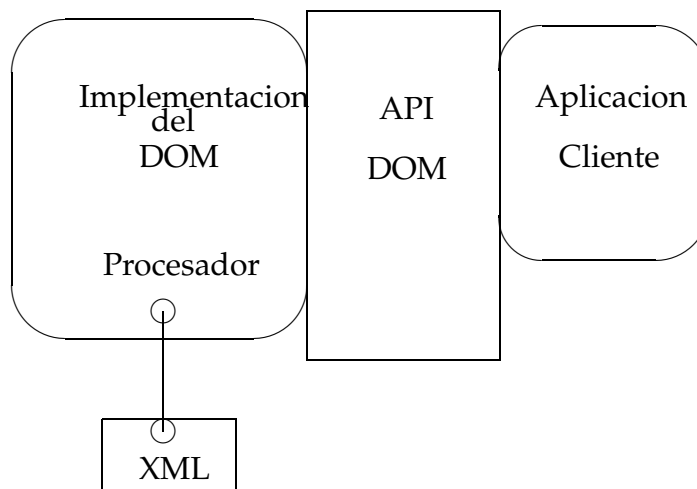 Implementacion
del
DOM
Procesador
XML
API
DOM
Aplicacion
Cliente